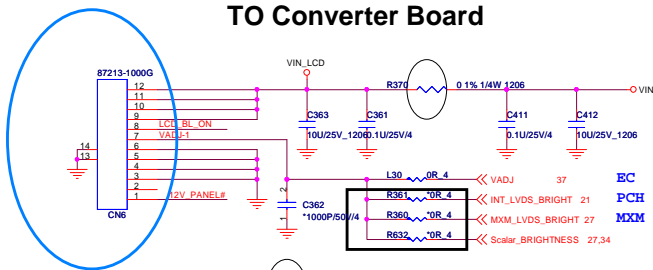 TO Converter Board
VIN_LCD
87213-1000G
R370 0 1% 1/4W 1206
VIN
12
11
10
9
8 LCD_BL_ON
7 VADJ-1
14 6
13 5
4
3
2
1 12V_PANEL#
CN6
C363
10U/25V_1206
C361
0.1U/25V/4
C411
0.1U/25V/4
C412
10U/25V_1206
2
C362
*1000P/50V/4
1
L30 0R_4 VADJ 37 EC
R361 *0R_4 INT_LVDS_BRIGHT 21 PCH
R360 *0R_4 MXM_LVDS_BRIGHT 27 MXM
R632 *0R_4 Scalar_BRIGHTNESS 27,34